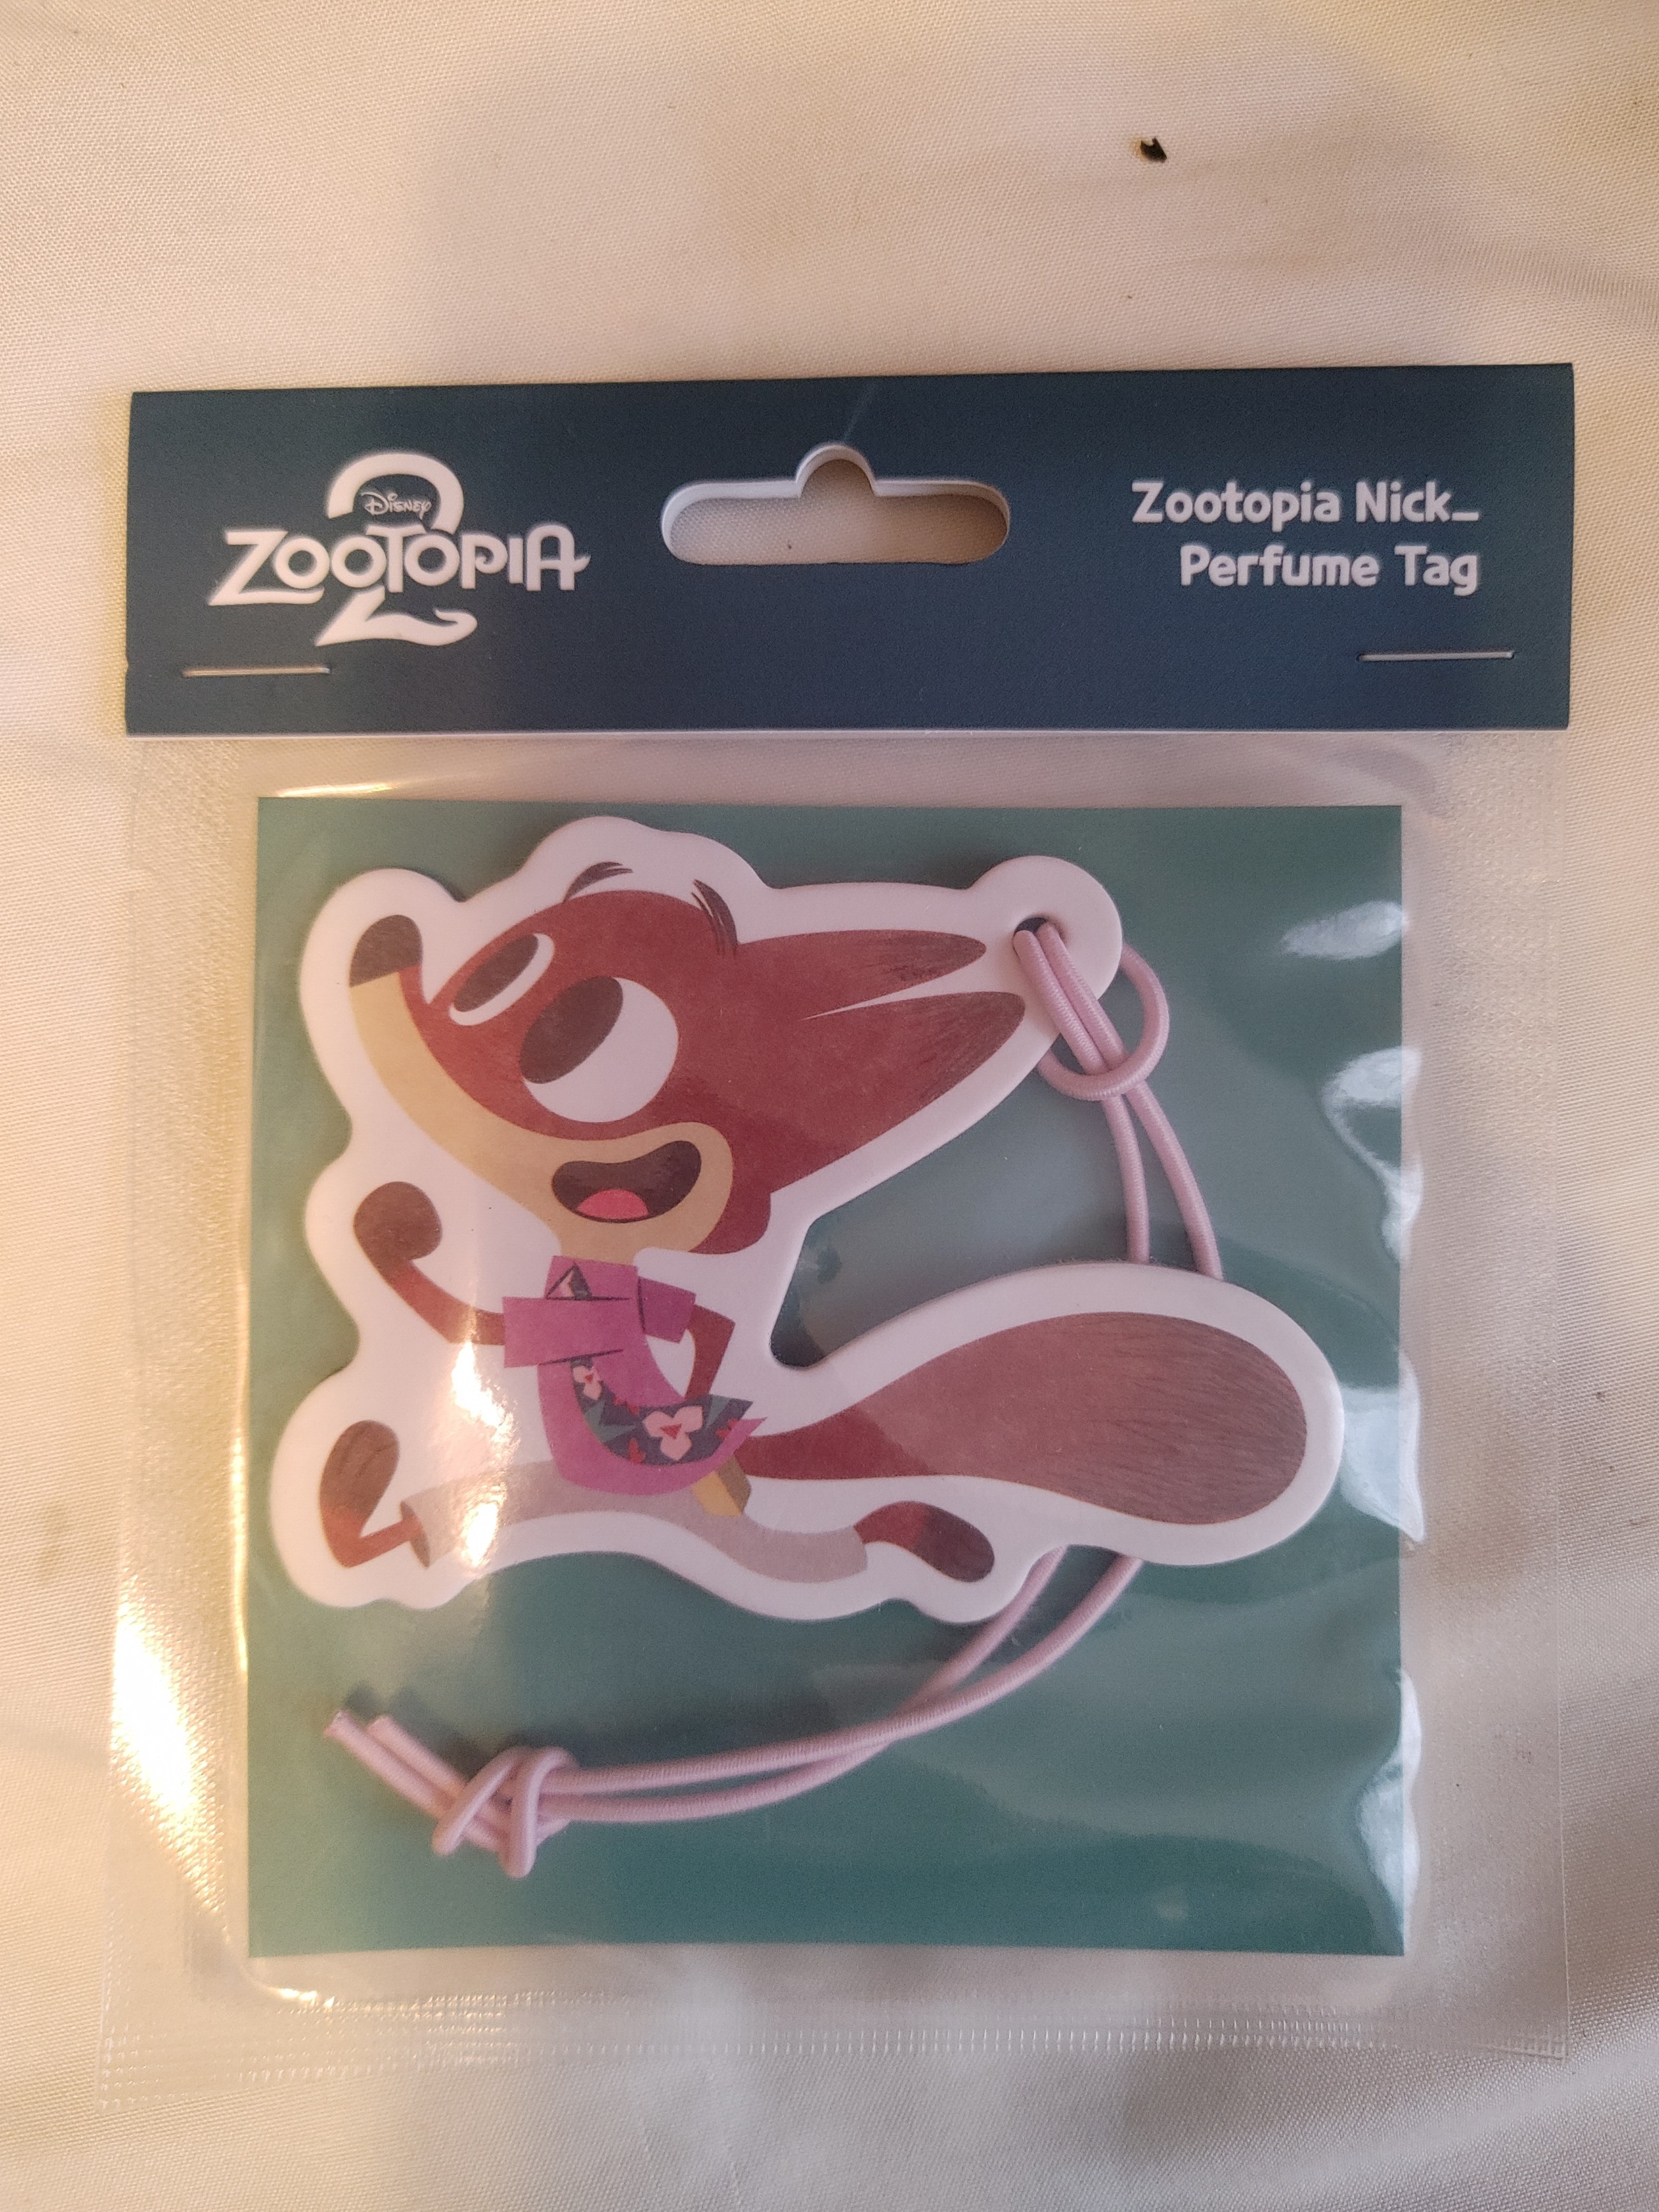 Disney
ZOOTOPIA
2
Zootopia Nick_
Perfume Tag